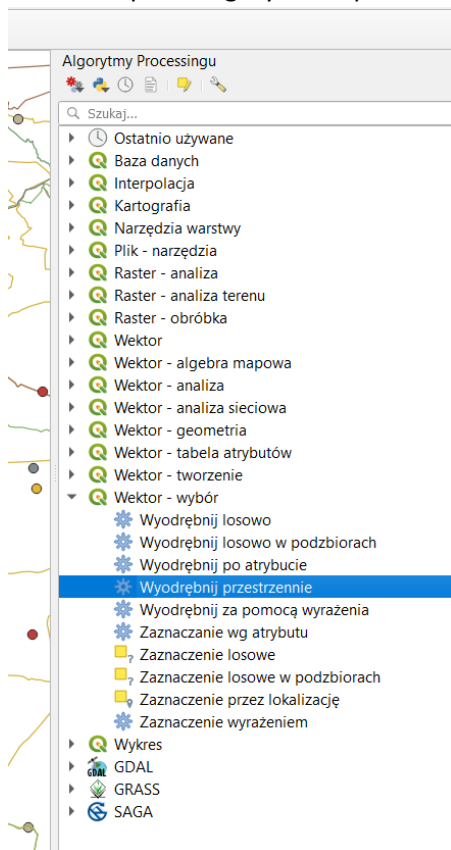 Algorytmy Processingu
Szukaj...
Ostatnio używane
Baza danych
Interpolacja
Kartografia
Narzędzia warstwy
Plik - narzędzia
Raster - analiza
Raster - analiza terenu
Raster - obróbka
Wektor
Wektor - algebra mapowa
Wektor - analiza
Wektor - analiza sieciowa
Wektor - geometria
Wektor - tabela atrybutów
Wektor - tworzenie
Wektor - wybór
Wyodrębnij losowo
Wyodrębnij losowo w podzbiorach
Wyodrębnij po atrybucie
Wyodrębnij przestrzennie
Wyodrębnij za pomocą wyrażenia
Zaznaczanie wg atrybutu
Zaznaczenie losowe
Zaznaczenie losowe w podzbiorach
Zaznaczenie przez lokalizację
Zaznaczenie wyrażeniem
Wykres
GDAL
GRASS
SAGA